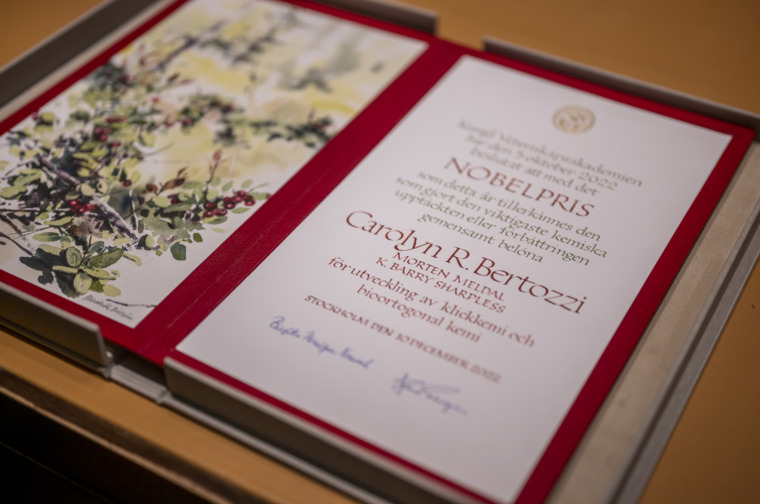 Kungl. Vetenskapsakademien
har den 5 oktober 2022
beslutat att med det
NOBELPRIS
som detta år tillerkännes den
som gjort den viktigaste kemiska
upptäckten eller förbättringen
gemensamt belöna
Carolyn R. Bertozzi
MORTEN MELDAL
K. BARRY SHARPLESS
för utveckling av klickkemi och
bioortogonal kemi
STOCKHOLM DEN 10 DECEMBER 2022